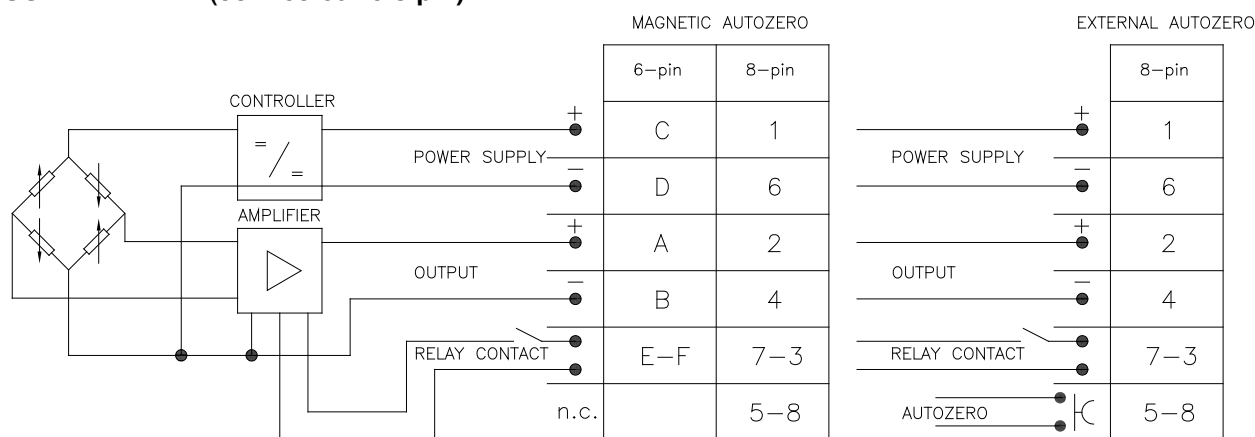 MAGNETIC AUTOZERO
EXTERNAL AUTOZERO
6-pin 8-pin
8-pin
CONTROLLER
+ C 1
+ 1
= / =
POWER SUPPLY
POWER SUPPLY
− D 6
− 6
AMPLIFIER
+ A 2
+ 2
OUTPUT
OUTPUT
− B 4
− 4
RELAY CONTACT E-F 7-3
RELAY CONTACT 7-3
n.c. 5-8
AUTOZERO 5-8